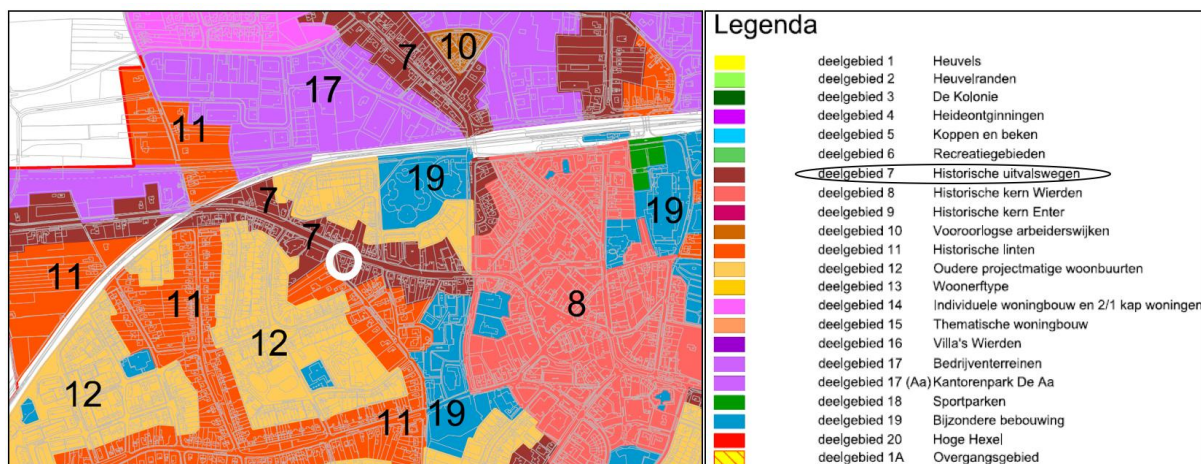 7
10
17
11
19
7
19
7
11
11
8
12
12
19
11
Legenda
deelgebied 1 Heuvels
deelgebied 2 Heuvelranden
deelgebied 3 De Kolonie
deelgebied 4 Heideontginningen
deelgebied 5 Koppen en beken
deelgebied 6 Recreatiegebieden
deelgebied 7 Historische uitvalswegen
deelgebied 8 Historische kern Wierden
deelgebied 9 Historische kern Enter
deelgebied 10 Vooroorlogse arbeiderswijken
deelgebied 11 Historische linten
deelgebied 12 Oudere projectmatige woonbuurten
deelgebied 13 Woonerftype
deelgebied 14 Individuele woningbouw en 2/1 kap woningen
deelgebied 15 Thematische woningbouw
deelgebied 16 Villa's Wierden
deelgebied 17 Bedrijventerreinen
deelgebied 17 (Aa) Kantorenpark De Aa
deelgebied 18 Sportparken
deelgebied 19 Bijzondere bebouwing
deelgebied 20 Hoge Hexel
deelgebied 1A Overgangsgebied